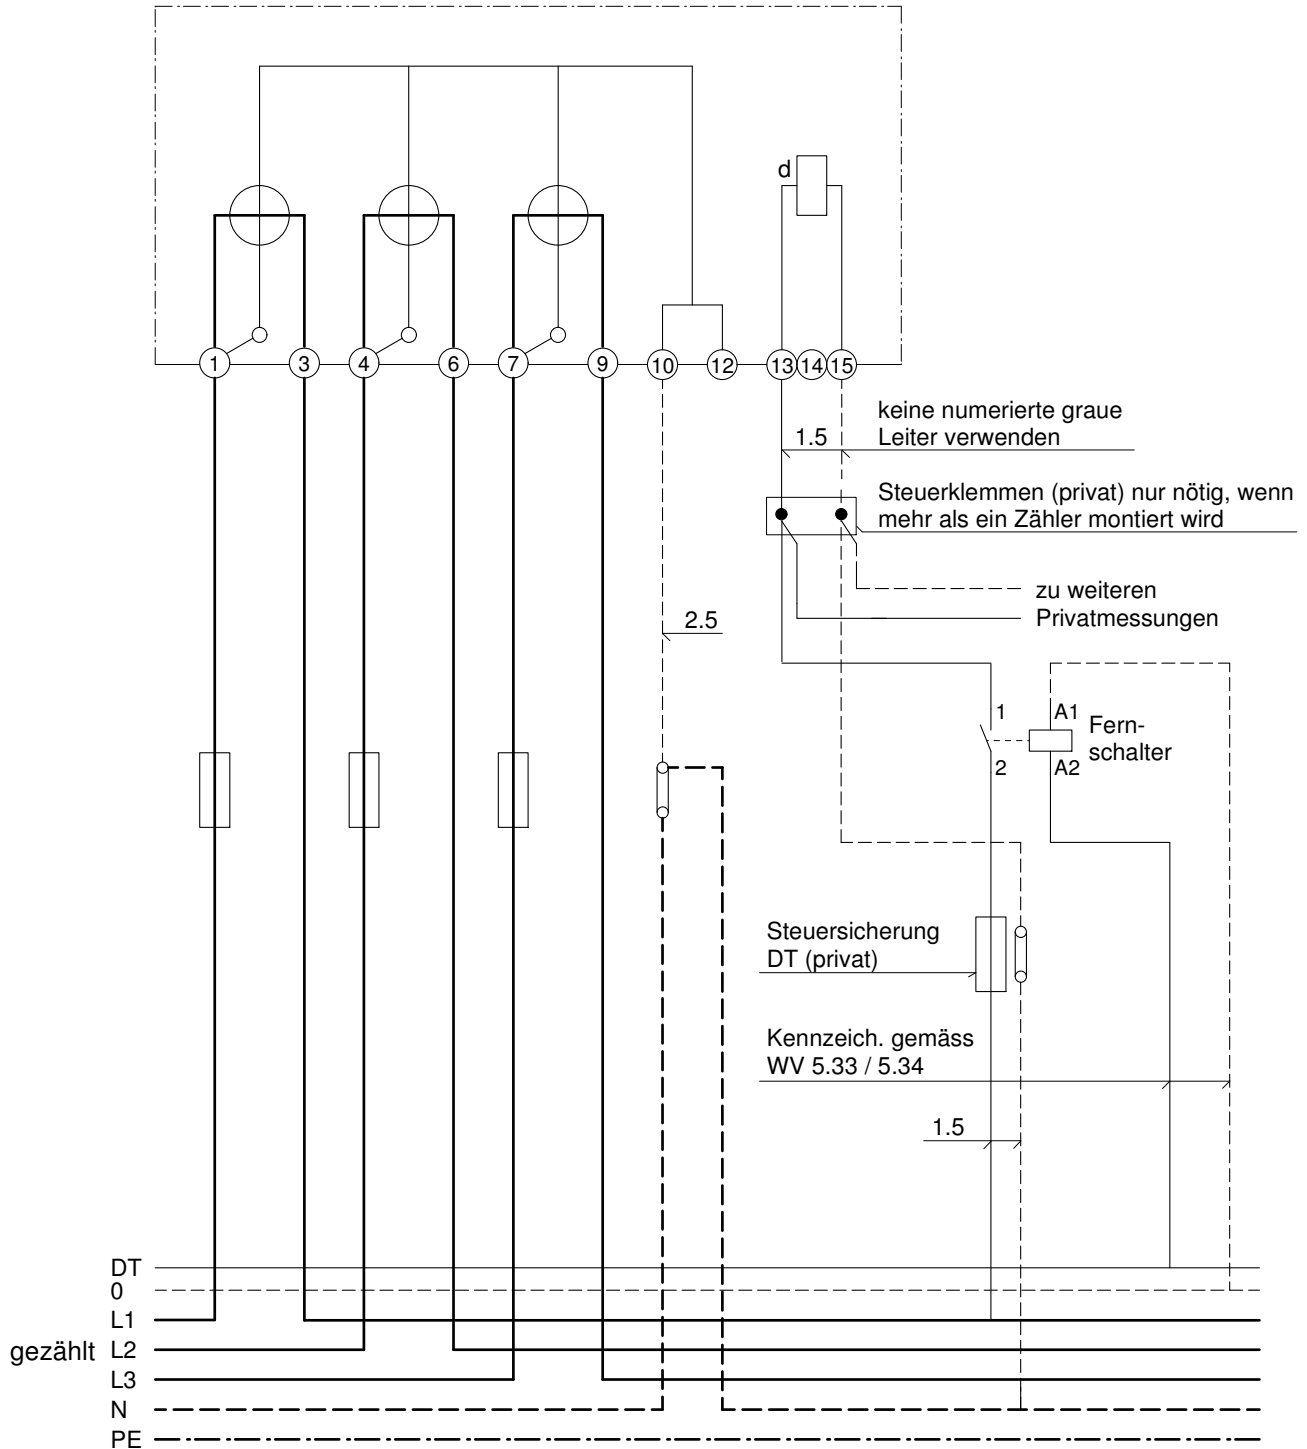 d
1 3 4 6 7 9 10 12 13 14 15
keine numerierte graue
1.5 Leiter verwenden
Steuerklemmen (privat) nur nötig, wenn
mehr als ein Zähler montiert wird
zu weiteren
2.5 Privatmessungen
1 A1
Fern-
schalter
2 A2
Steuersicherung
DT (privat)
Kennzeich. gemäss
WV 5.33 / 5.34
1.5
DT
0
L1
gezählt L2
L3
N
PE